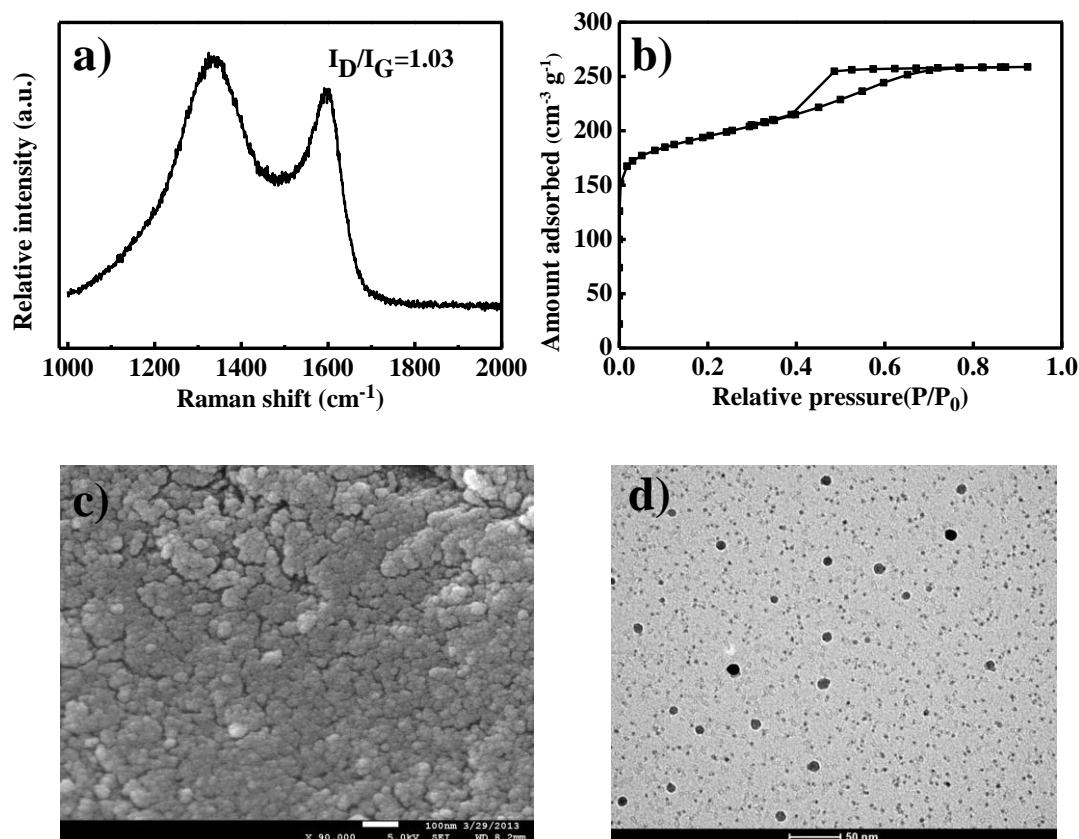 a)
I_D/I_G=1.03
Relative intensity (a.u.)
1000 1200 1400 1600 1800 2000
Raman shift (cm⁻¹)
b)
Amount adsorbed (cm⁻³ g⁻¹)
300
250
200
150
100
50
0
0.0 0.2 0.4 0.6 0.8 1.0
Relative pressure(P/P₀)
c)
100nm 3/29/2013
X 90,000 5.0kV SEI WD 8.2mm
d)
50 nm